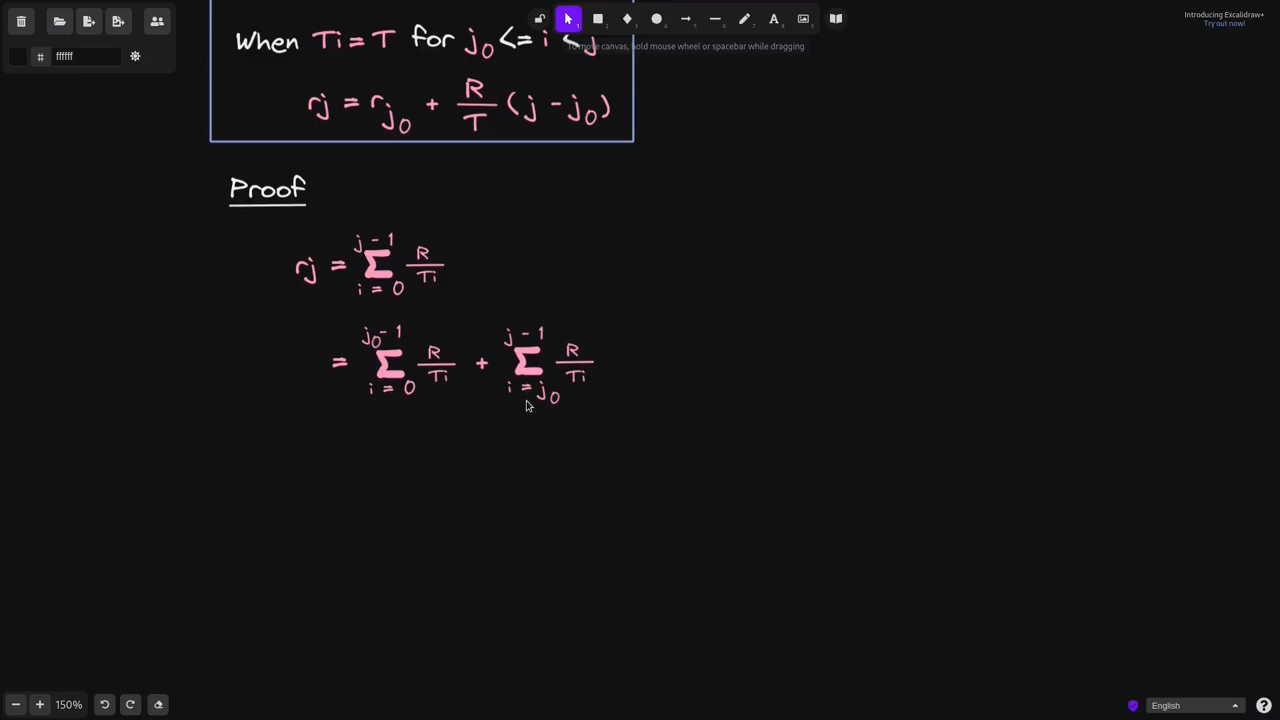 Introducing Excalidraw+
Try out now!
To move canvas, hold mouse wheel or spacebar while dragging
# ffffff
When Ti = T for j0 <= i < j
rj = rj0 + R/T (j - j0)
Proof
rj = Σ_{i = 0}^{j - 1} R/Ti
= Σ_{i = 0}^{j0 - 1} R/Ti + Σ_{i = j0}^{j - 1} R/Ti
150%
English